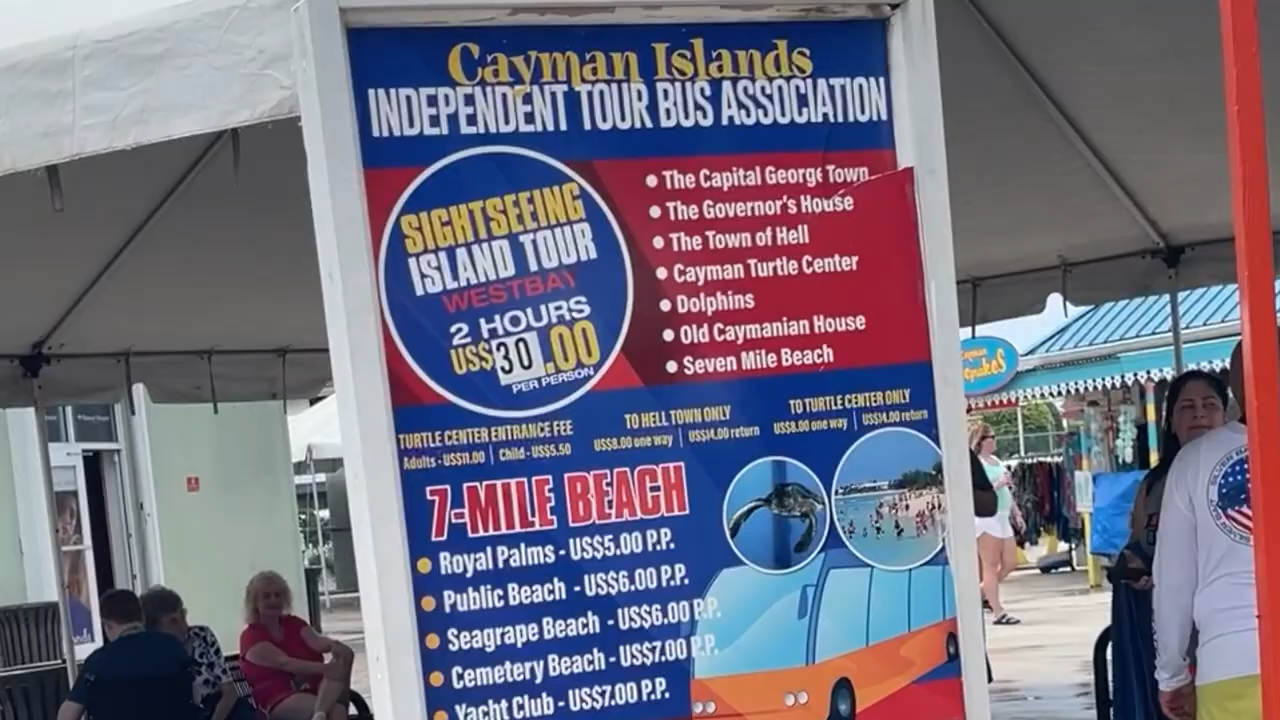 Cayman Islands
INDEPENDENT TOUR BUS ASSOCIATION
SIGHTSEEING
ISLAND TOUR
WESTBAY
2 HOURS
US$30.00
PER PERSON
• The Capital George Town
• The Governor's House
• The Town of Hell
• Cayman Turtle Center
• Dolphins
• Old Caymanian House
• Seven Mile Beach
TURTLE CENTER ENTRANCE FEE
Adults - US$11.00 | Child - US$5.50
TO HELL TOWN ONLY
US$8.00 one way | US$14.00 return
TO TURTLE CENTER ONLY
US$8.00 one way | US$14.00 return
7-MILE BEACH
• Royal Palms - US$5.00 P.P.
• Public Beach - US$6.00 P.P.
• Seagrape Beach - US$6.00 P.P.
• Cemetery Beach - US$7.00 P.P.
• Yacht Club - US$7.00 P.P.
Cayman